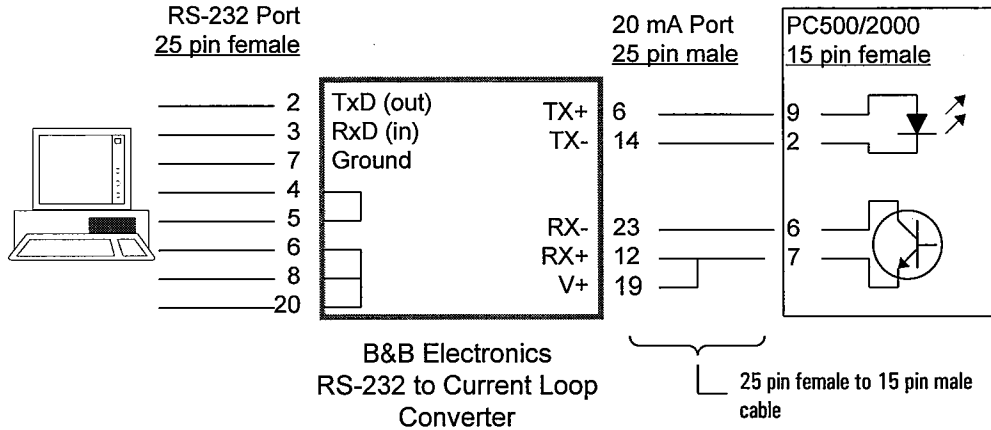 RS-232 Port
25 pin female
20 mA Port
25 pin male
PC500/2000
15 pin female
2 TxD (out) TX+ 6 9
3 RxD (in) TX- 14 2
7 Ground
4
5 RX- 23 6
6 RX+ 12 7
8 V+ 19
20
B&B Electronics
RS-232 to Current Loop
Converter
25 pin female to 15 pin male
cable